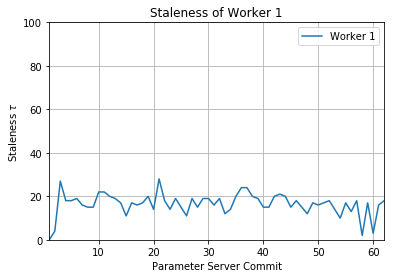 Staleness of Worker 1
Worker 1
100
80
60
40
20
0
Staleness τ
10 20 30 40 50 60
Parameter Server Commit